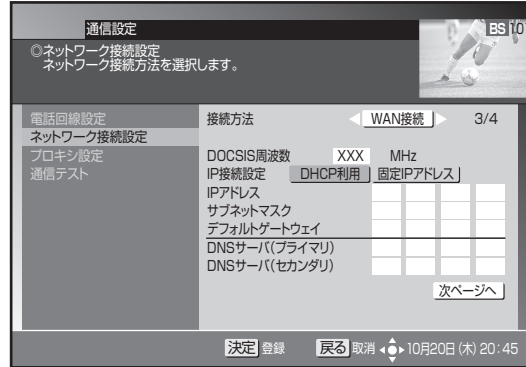 通信設定
BS 10
◎ネットワーク接続設定
ネットワーク接続方法を選択します。
電話回線設定
ネットワーク接続設定
プロキシ設定
通信テスト
接続方法 WAN接続 3/4
DOCSIS周波数 XXX MHz
IP接続設定 DHCP利用 固定IPアドレス
IPアドレス
サブネットマスク
デフォルトゲートウェイ
DNSサーバ(プライマリ)
DNSサーバ(セカンダリ)
次ページへ
決定 登録 戻る 取消 10月20日(木) 20:45